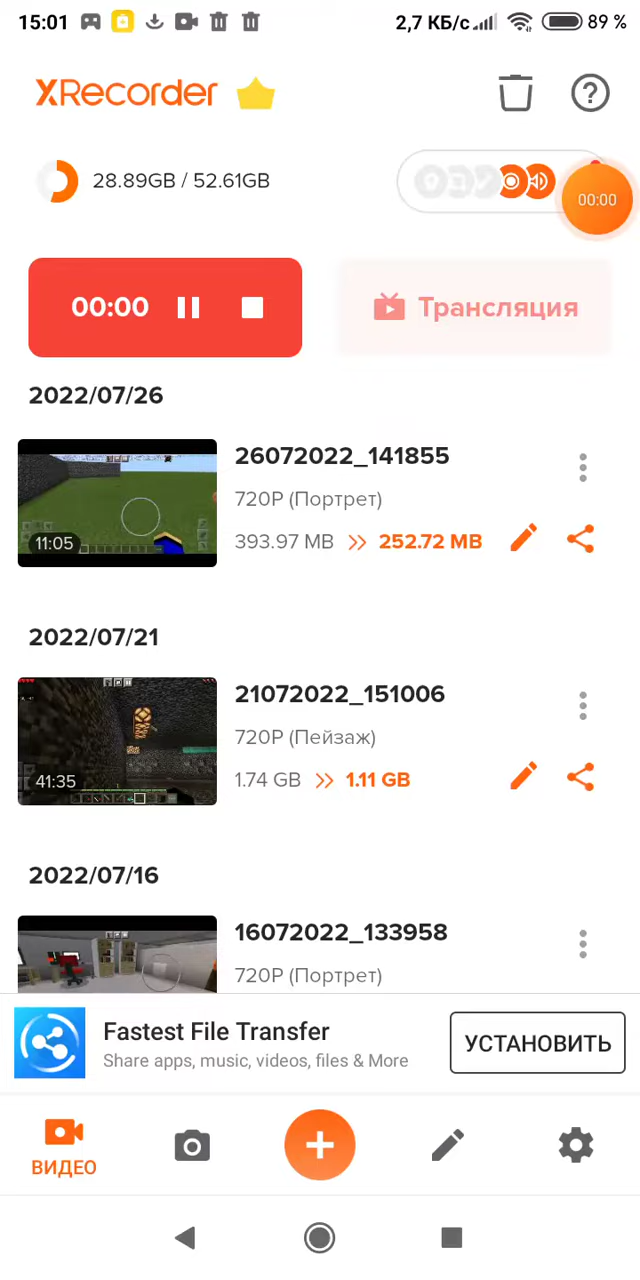 15:01 2,7 КБ/с 89 %
XRecorder
28.89GB / 52.61GB
00:00
00:00
Трансляция
2022/07/26
26072022_141855
720P (Портрет)
11:05
393.97 MB >> 252.72 MB
2022/07/21
21072022_151006
720P (Пейзаж)
41:35
1.74 GB >> 1.11 GB
2022/07/16
16072022_133958
720P (Портрет)
Fastest File Transfer
Share apps, music, videos, files & More
УСТАНОВИТЬ
ВИДЕО